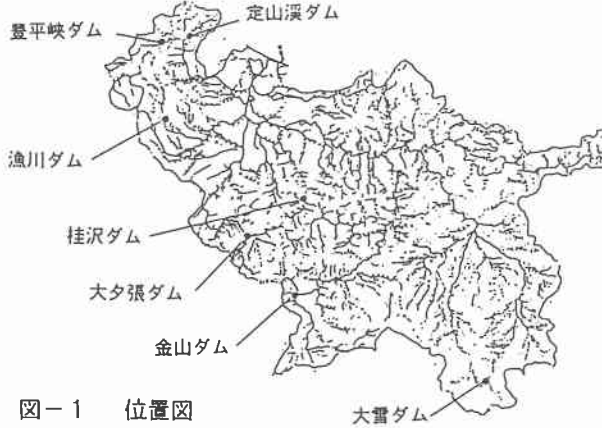 定山渓ダム
豊平峡ダム
漁川ダム
桂沢ダム
大夕張ダム
金山ダム
大雪ダム
図－１　位置図